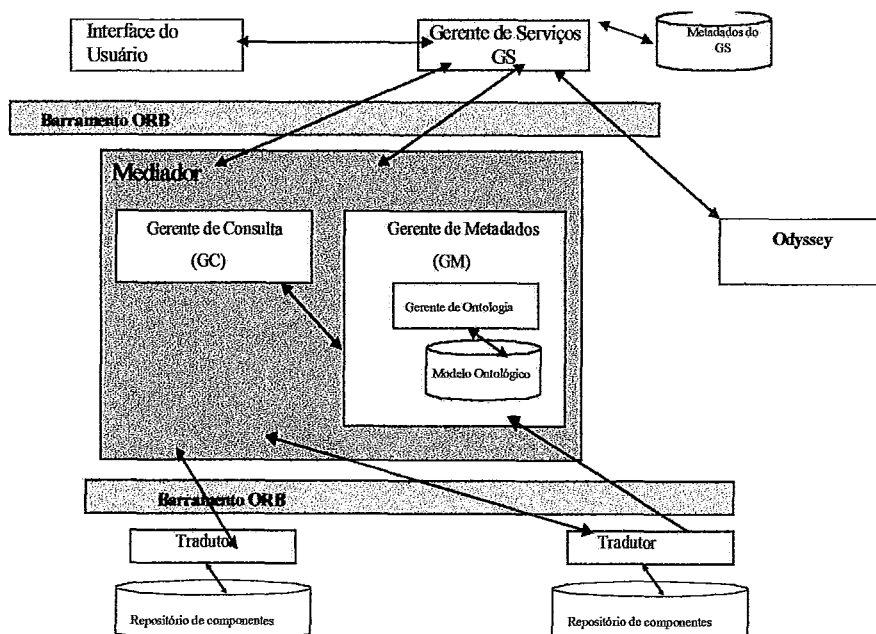 Interface do
Usuário
Gerente de Serviços
GS
Metadados do
GS
Barramento ORB
Mediador
Gerente de Consulta
(GC)
Gerente de Metadados
(GM)
Gerente de Ontologia
Modelo Ontológico
Odyssey
Barramento ORB
Tradutor
Tradutor
Repositório de componentes
Repositório de componentes